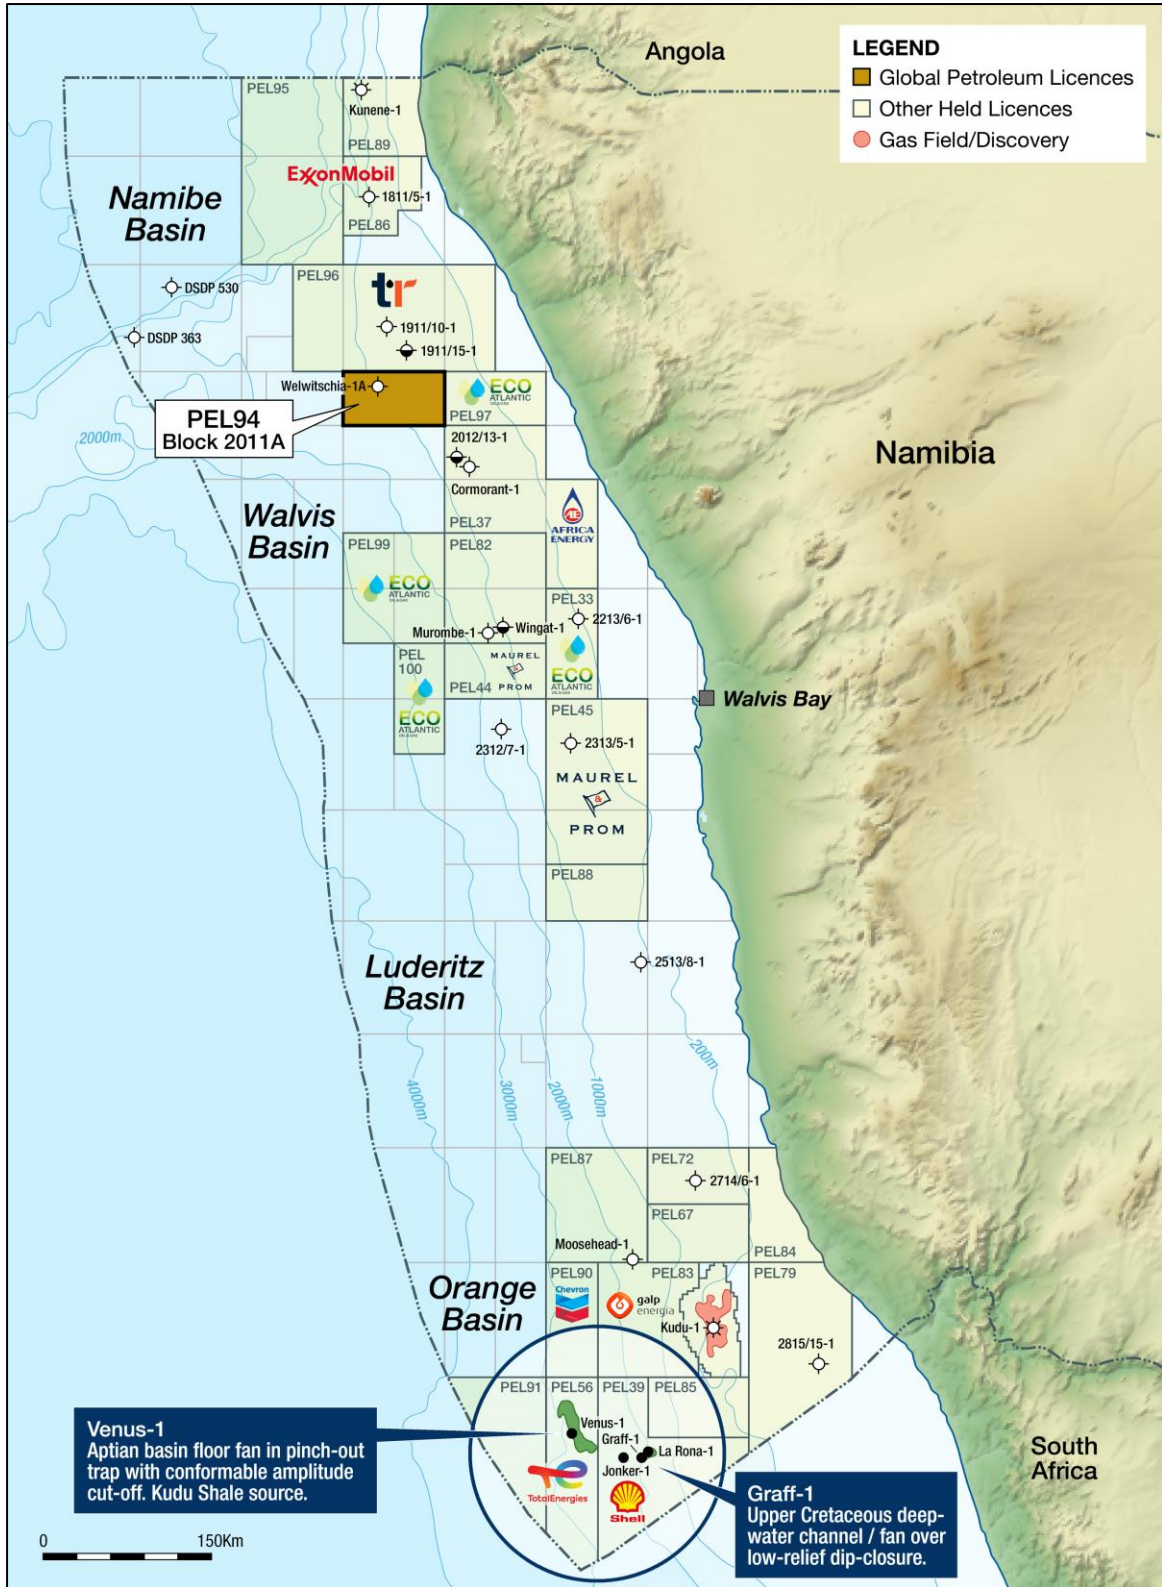 Angola
LEGEND
Global Petroleum Licences
Other Held Licences
Gas Field/Discovery
PEL95
Kunene-1
PEL89
ExxonMobil
1811/5-1
PEL86
Namibe
Basin
PEL96
tr
DSDP 530
1911/10-1
DSDP 363
1911/15-1
Welwitschia-1A
ECO
ATLANTIC
PEL97
PEL94
Block 2011A
2000m
2012/13-1
Cormorant-1
PEL37
Namibia
AE
AFRICA
ENERGY
Walvis
Basin
PEL99
PEL82
ECO
ATLANTIC
OIL & GAS
PEL33
2213/6-1
Murombe-1
Wingat-1
PEL
100
MAUREL
&
PROM
PEL44
ECO
ATLANTIC
OIL & GAS
ECO
ATLANTIC
OIL & GAS
Walvis Bay
PEL45
2312/7-1
2313/5-1
MAUREL
&
PROM
PEL88
Luderitz
Basin
2513/8-1
200m
1000m
2000m
3000m
4000m
PEL87
PEL72
2714/6-1
PEL67
Moosehead-1
PEL84
Orange
Basin
PEL90
Chevron
PEL83
galp
energia
PEL79
Kudu-1
2815/15-1
PEL91
PEL56
PEL39
PEL85
Venus-1
Graff-1
La Rona-1
Jonker-1
TotalEnergies
Shell
Venus-1
Aptian basin floor fan in pinch-out
trap with conformable amplitude
cut-off. Kudu Shale source.
Graff-1
Upper Cretaceous deep-
water channel / fan over
low-relief dip-closure.
South
Africa
0 150Km